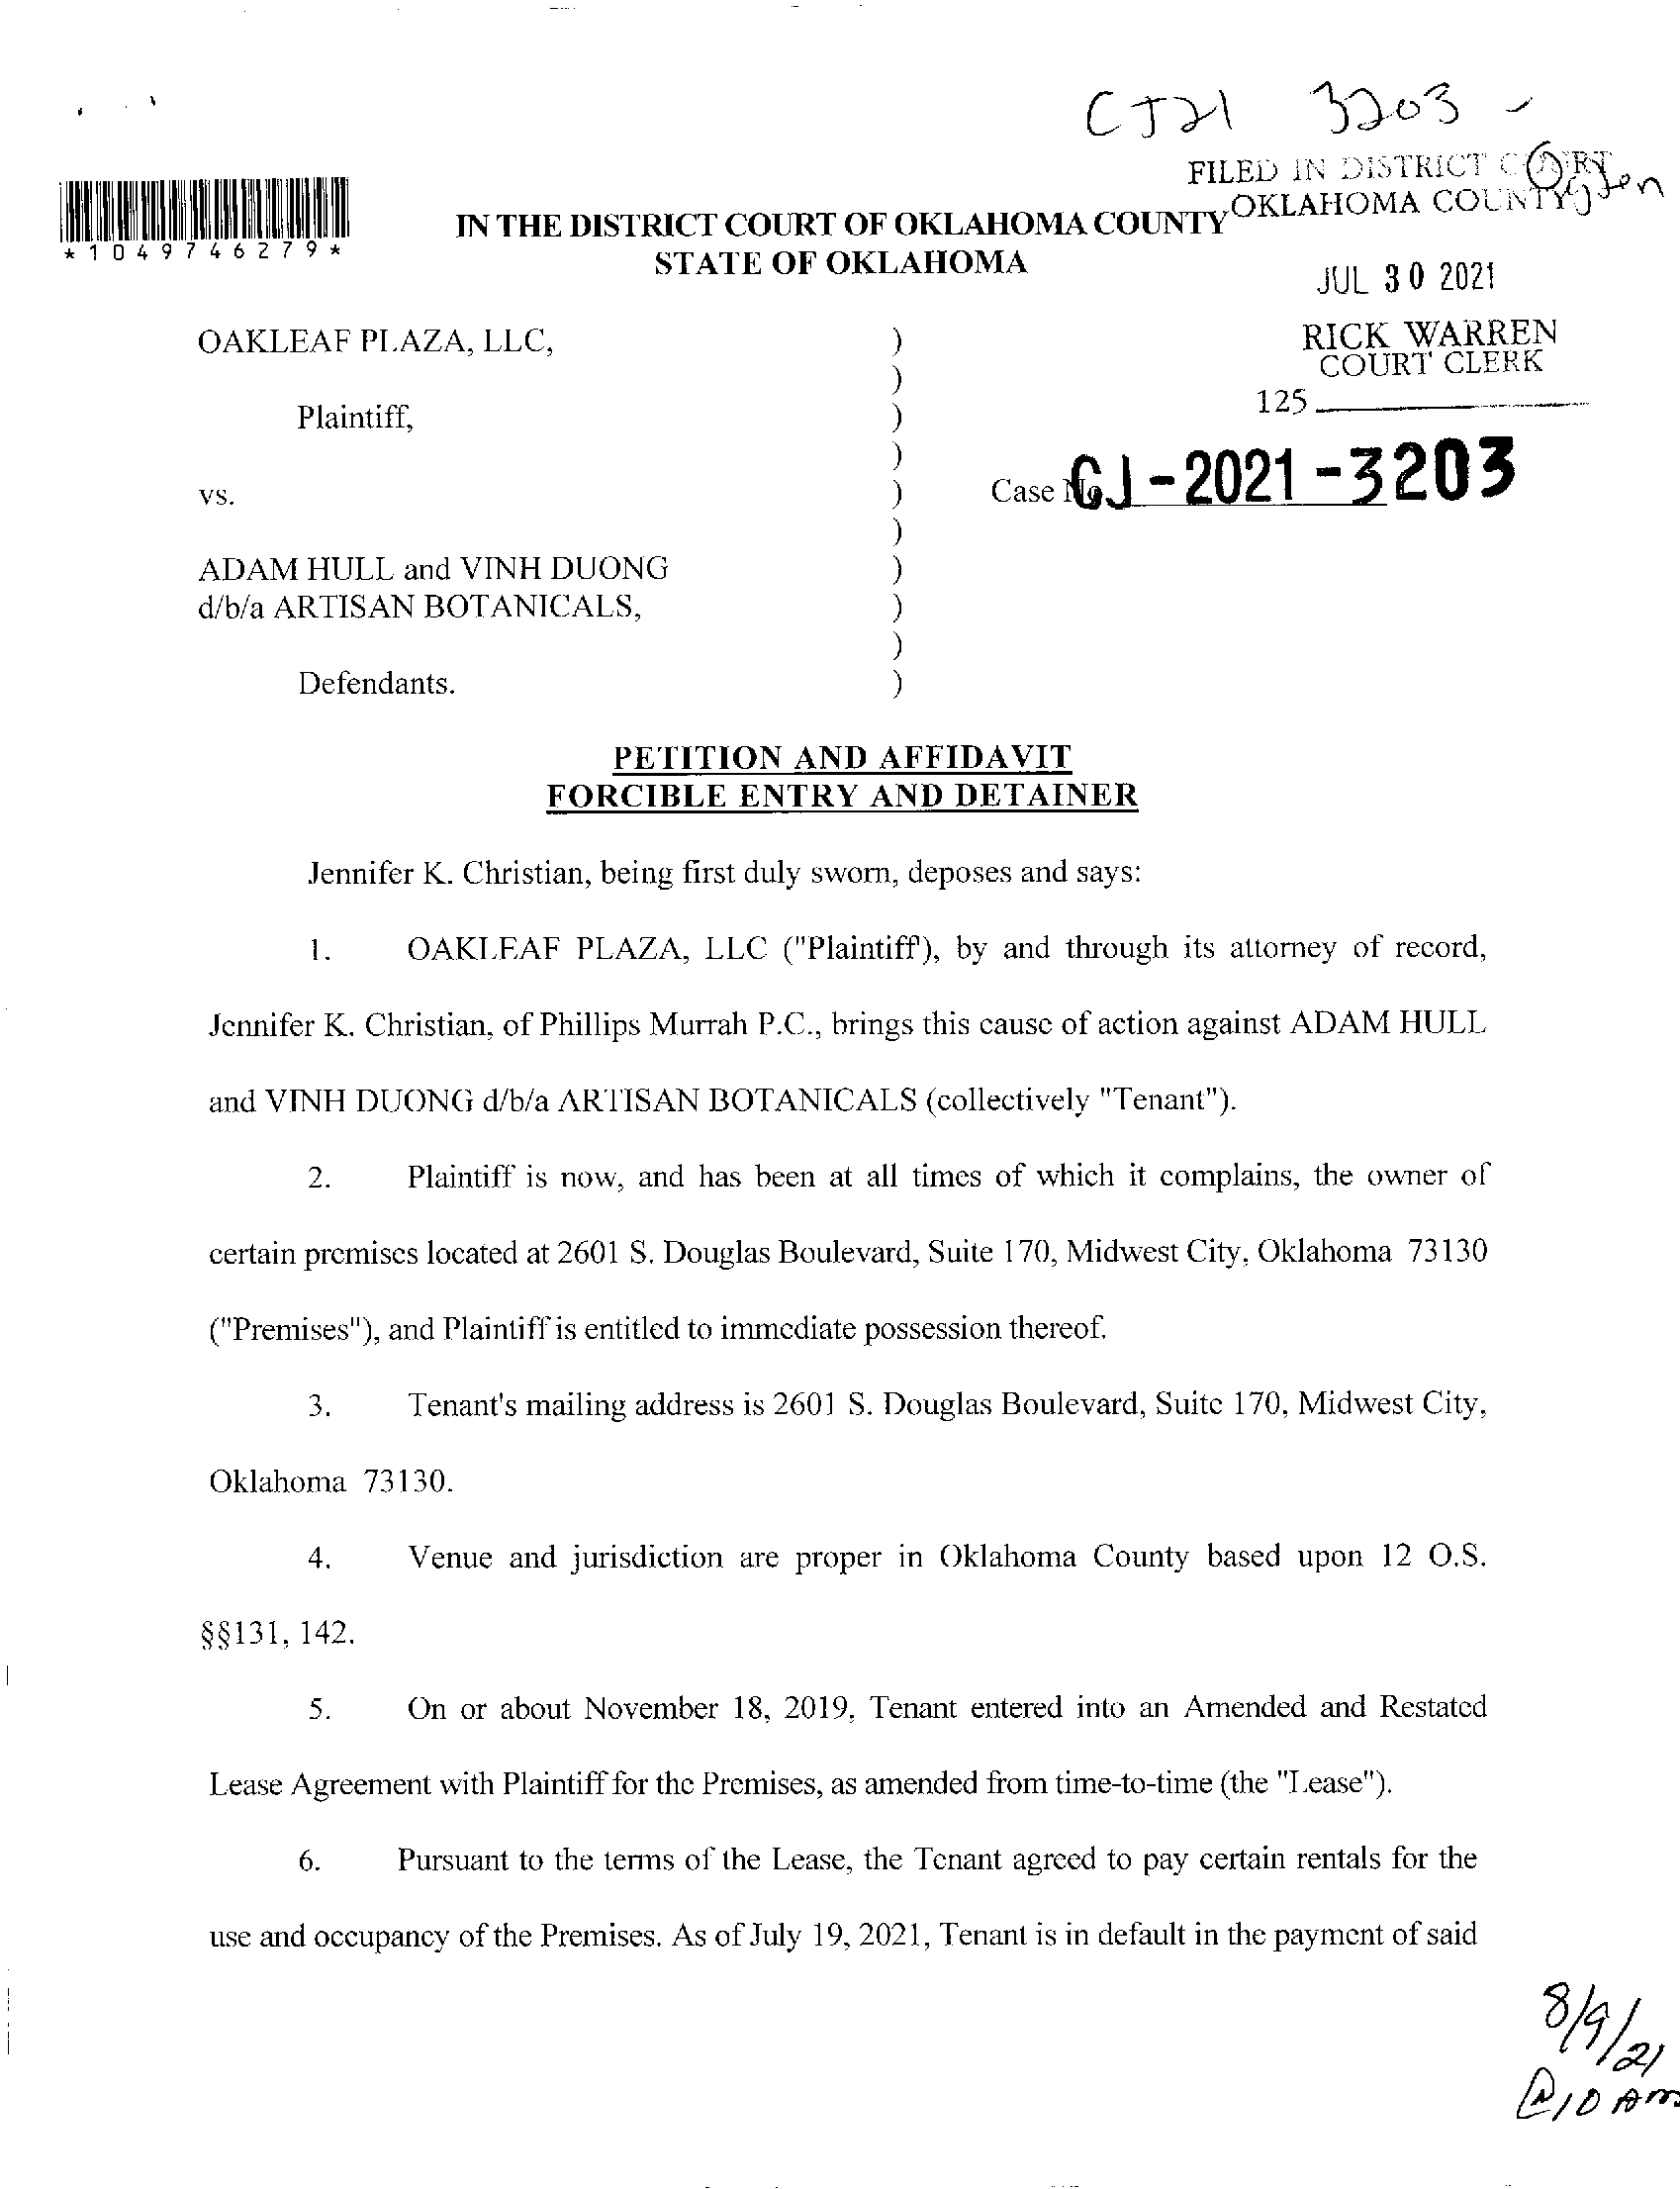 CJ21 3203 -
FILED IN DISTRICT COURT
OKLAHOMA COUNTY
*1049746279*
IN THE DISTRICT COURT OF OKLAHOMA COUNTY
STATE OF OKLAHOMA
JUL 30 2021
OAKLEAF PLAZA, LLC,
)
RICK WARREN
COURT CLERK
)
125
Plaintiff,
)
)
vs.
)
Case No. CJ-2021-3203
)
ADAM HULL and VINH DUONG
)
d/b/a ARTISAN BOTANICALS,
)
)
Defendants.
)
PETITION AND AFFIDAVIT
FORCIBLE ENTRY AND DETAINER
Jennifer K. Christian, being first duly sworn, deposes and says:
1. OAKLEAF PLAZA, LLC ("Plaintiff"), by and through its attorney of record,
Jennifer K. Christian, of Phillips Murrah P.C., brings this cause of action against ADAM HULL
and VINH DUONG d/b/a ARTISAN BOTANICALS (collectively "Tenant").
2. Plaintiff is now, and has been at all times of which it complains, the owner of
certain premises located at 2601 S. Douglas Boulevard, Suite 170, Midwest City, Oklahoma 73130
("Premises"), and Plaintiff is entitled to immediate possession thereof.
3. Tenant's mailing address is 2601 S. Douglas Boulevard, Suite 170, Midwest City,
Oklahoma 73130.
4. Venue and jurisdiction are proper in Oklahoma County based upon 12 O.S.
§§131, 142.
5. On or about November 18, 2019, Tenant entered into an Amended and Restated
Lease Agreement with Plaintiff for the Premises, as amended from time-to-time (the "Lease").
6. Pursuant to the terms of the Lease, the Tenant agreed to pay certain rentals for the
use and occupancy of the Premises. As of July 19, 2021, Tenant is in default in the payment of said
8/9/21
@10 Am